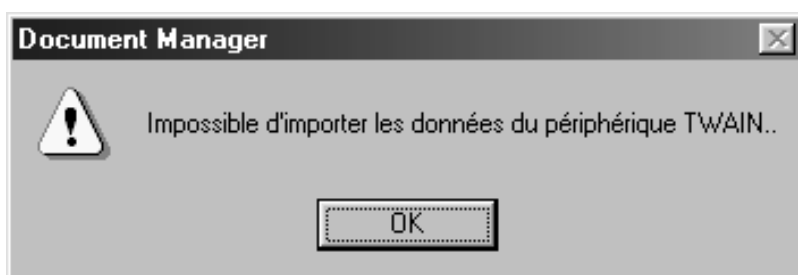 Document Manager
Impossible d'importer les données du périphérique TWAIN..
OK